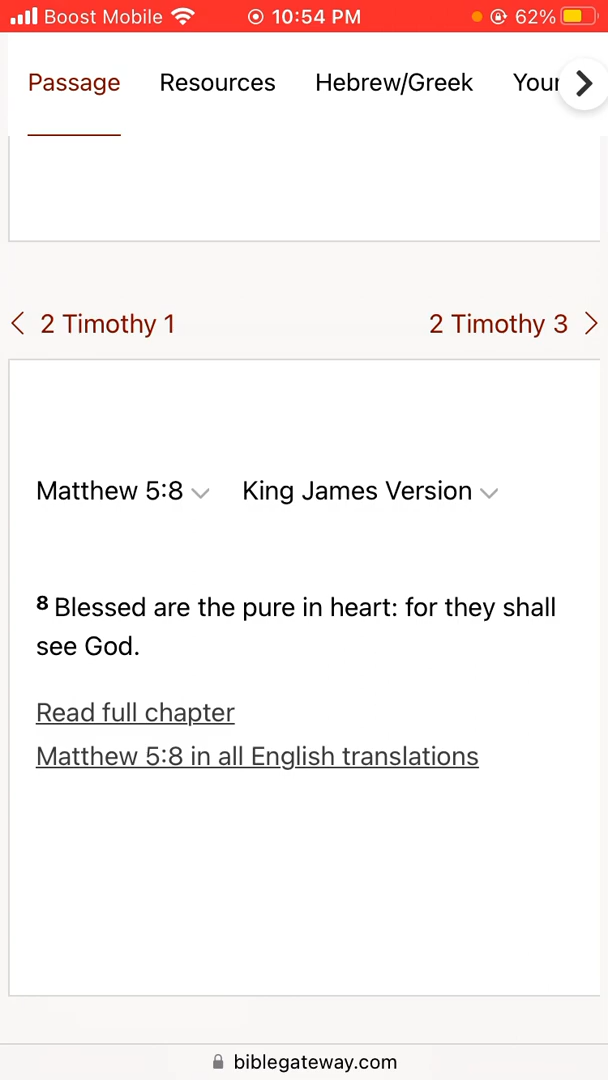 Boost Mobile 10:54 PM 62%
Passage Resources Hebrew/Greek Your
2 Timothy 1 2 Timothy 3
Matthew 5:8 King James Version
8 Blessed are the pure in heart: for they shall
see God.
Read full chapter
Matthew 5:8 in all English translations
biblegateway.com